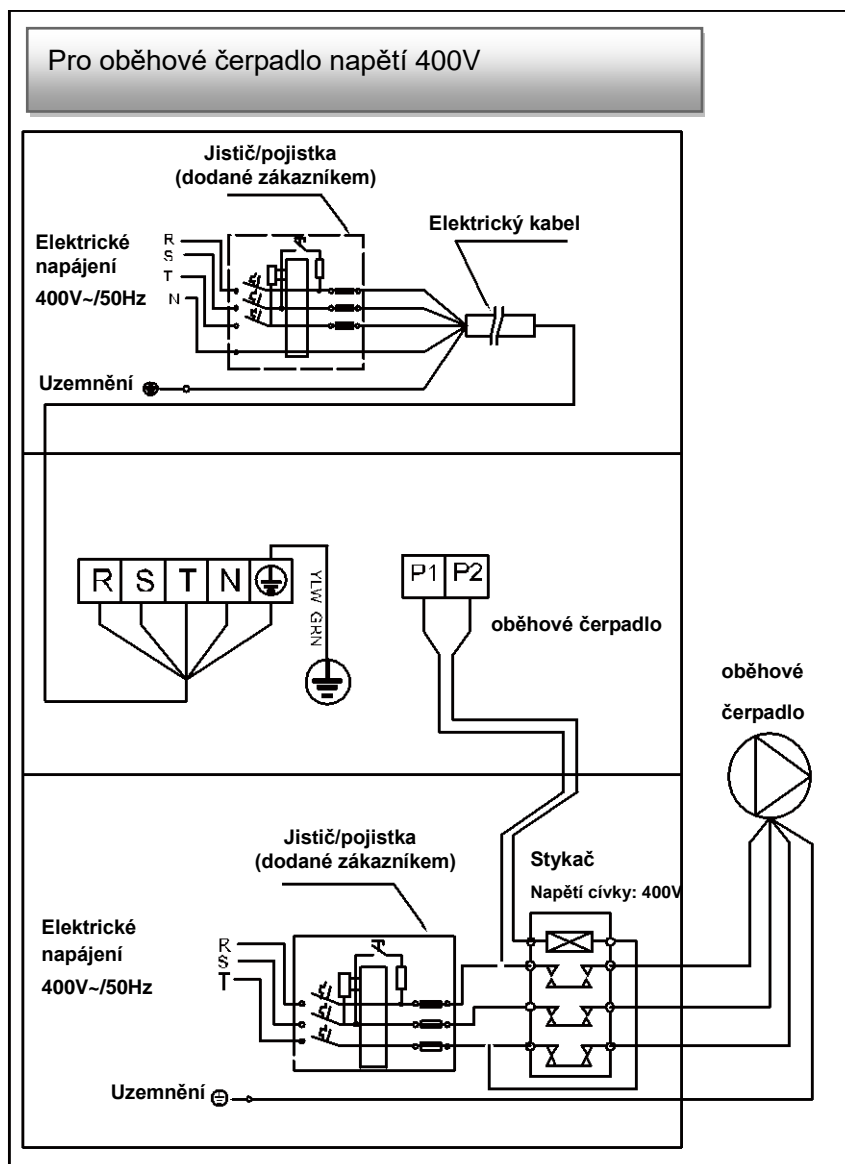 Pro oběhové čerpadlo napětí 400V
Jistič/pojistka
(dodané zákazníkem)
Elektrický kabel
Elektrické
napájení
400V~/50Hz
R
S
T
N
Uzemnění
R S T N
YLW GRN
P1 P2
oběhové čerpadlo
oběhové
čerpadlo
Jistič/pojistka
(dodané zákazníkem)
Stykač
Napětí cívky: 400V
Elektrické
napájení
400V~/50Hz
R
S
T
Uzemnění